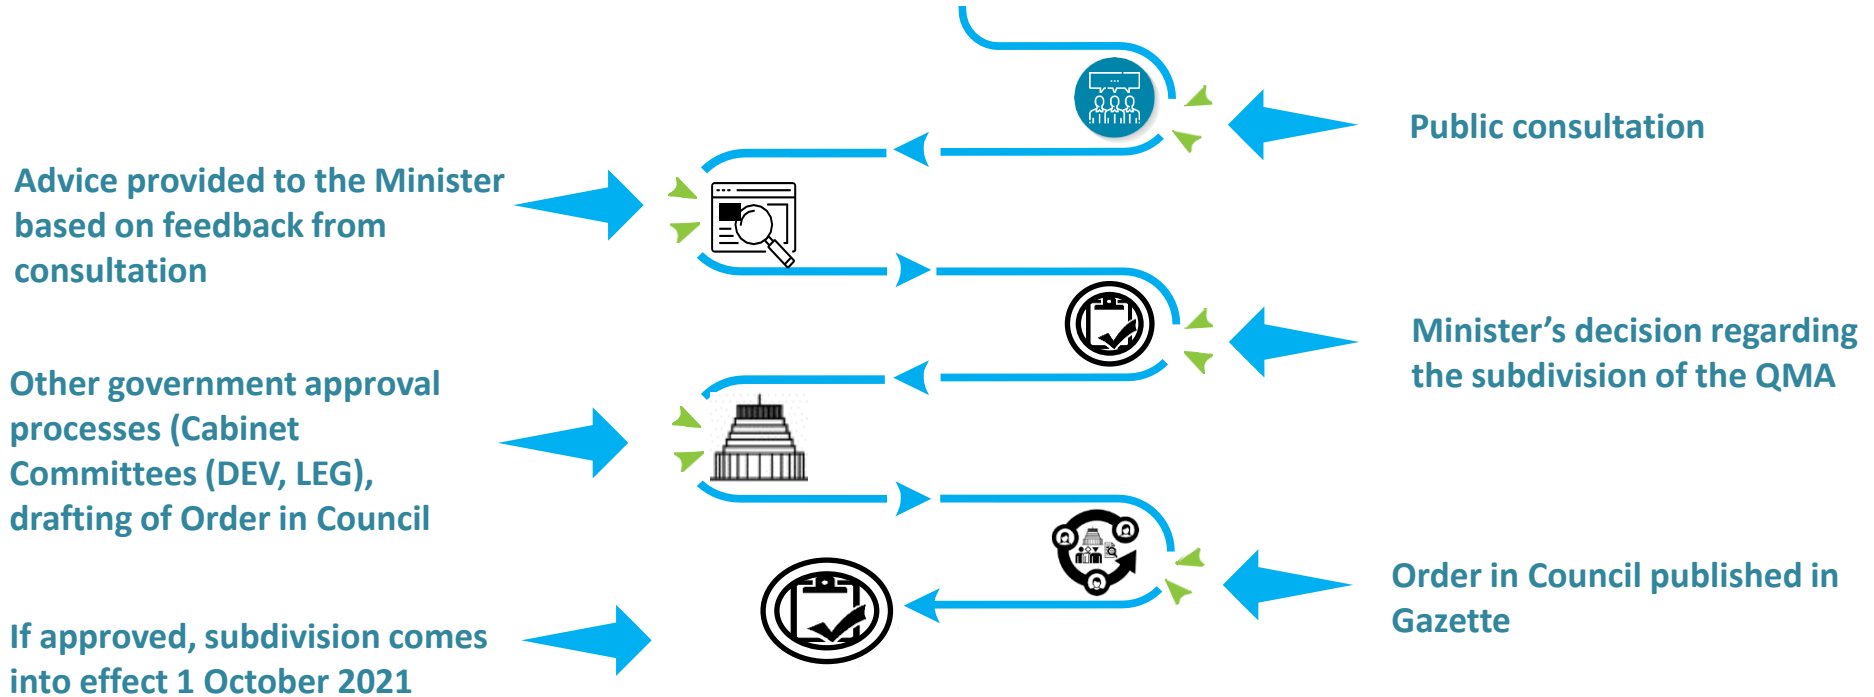 Public consultation
Advice provided to the Minister
based on feedback from
consultation
Minister’s decision regarding
the subdivision of the QMA
Other government approval
processes (Cabinet
Committees (DEV, LEG),
drafting of Order in Council
Order in Council published in
Gazette
If approved, subdivision comes
into effect 1 October 2021